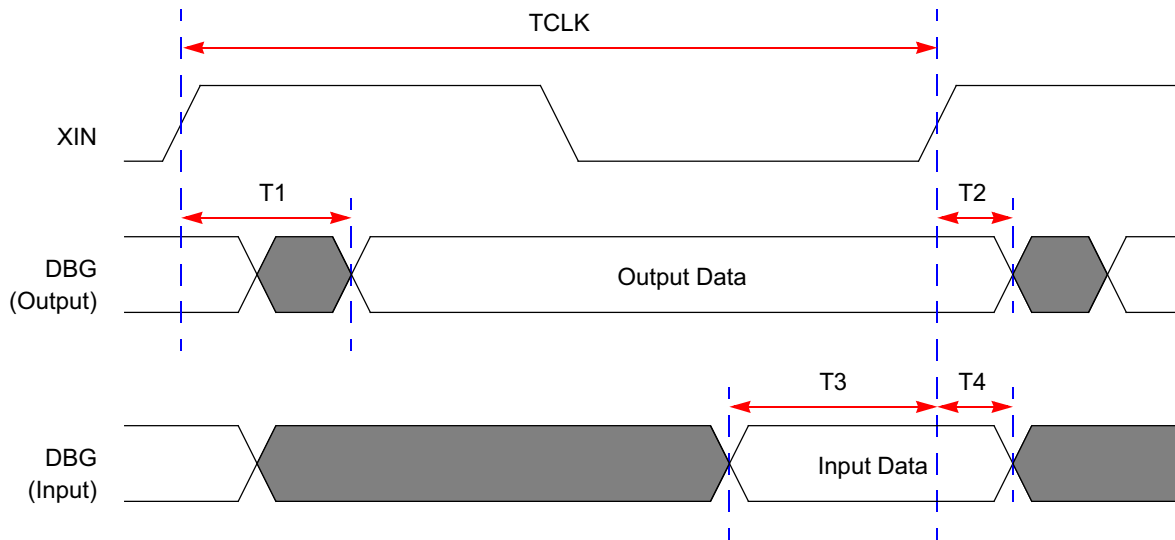 TCLK
XIN
T1
T2
DBG
(Output)
Output Data
T3
T4
DBG
(Input)
Input Data